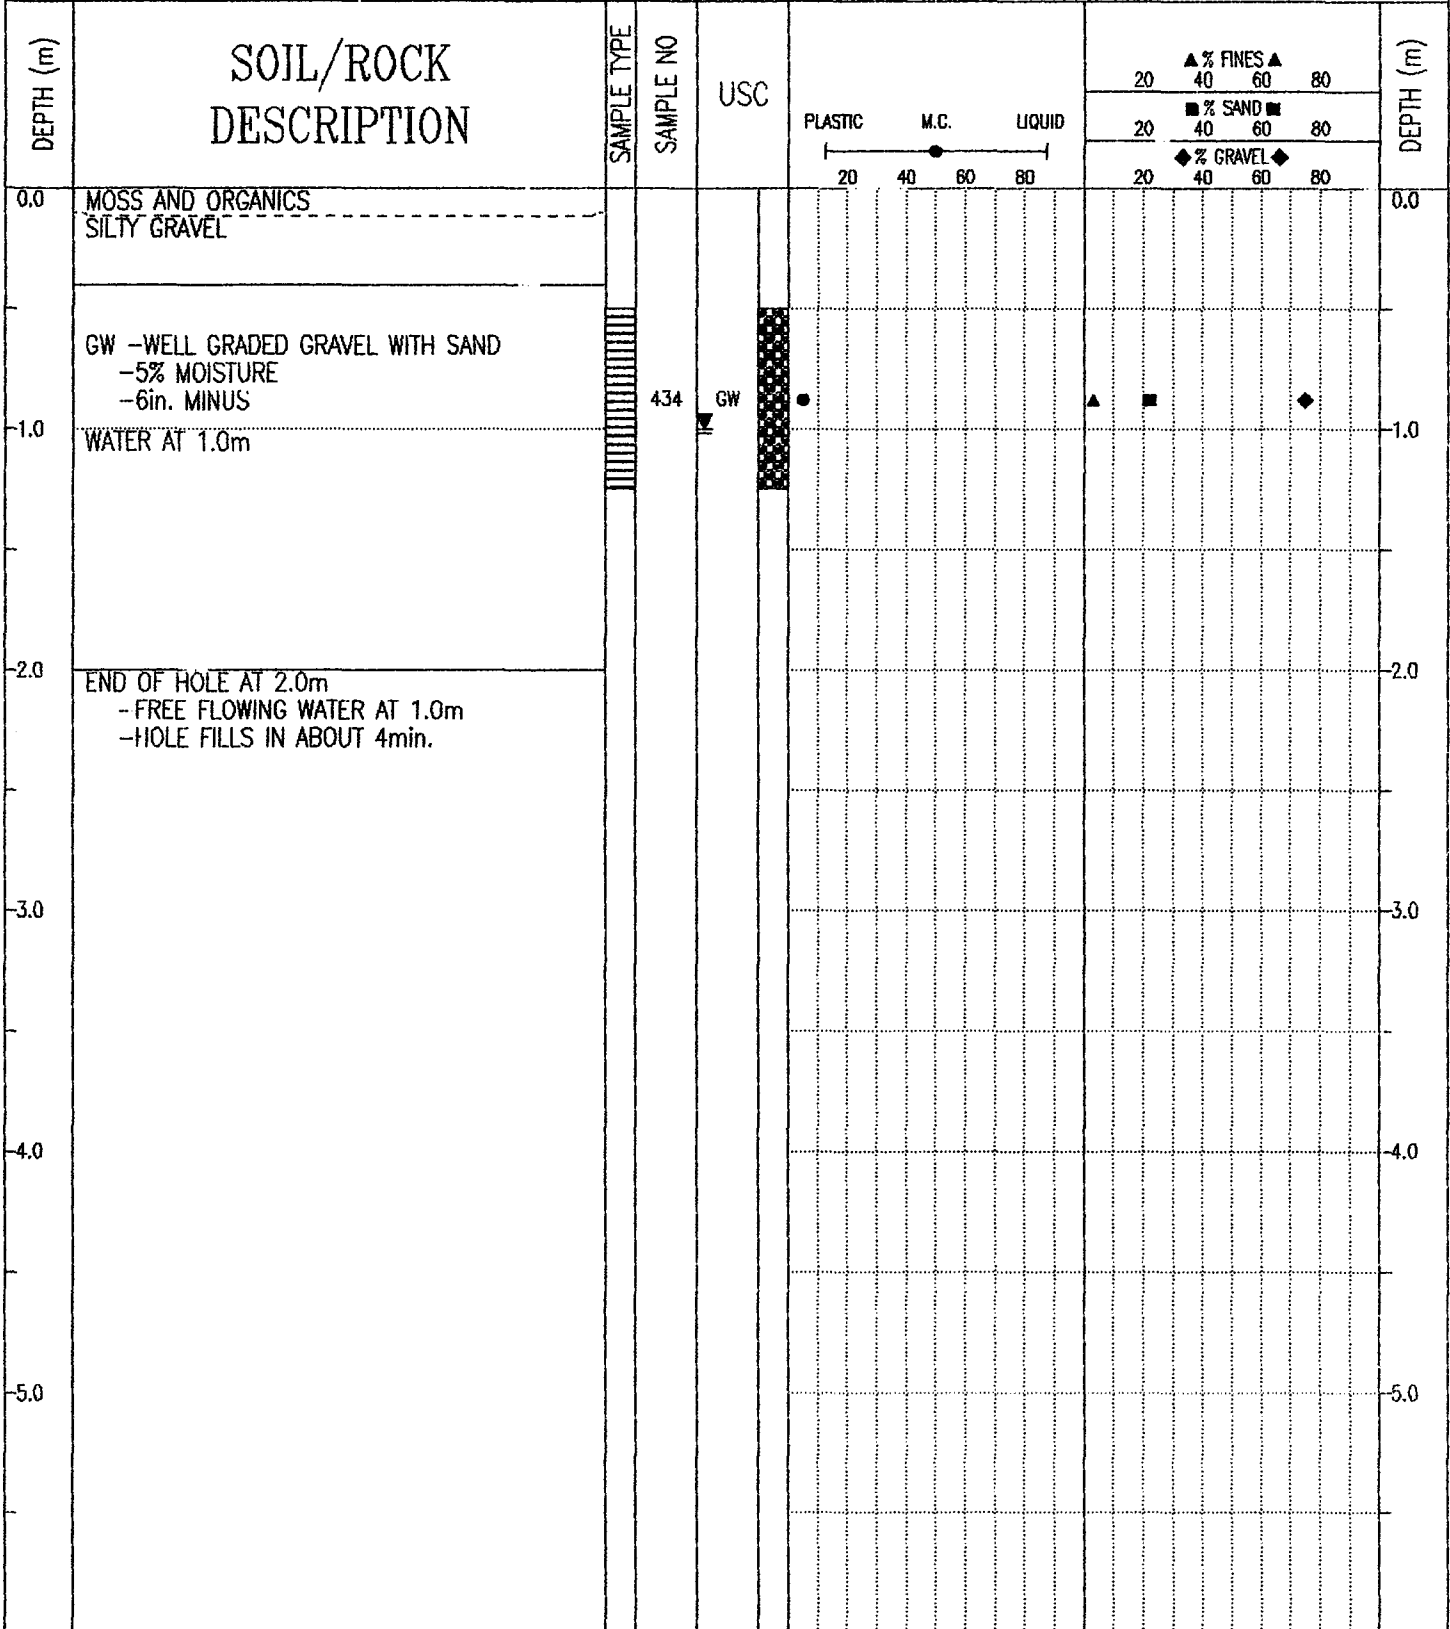 DEPTH (m)
SOIL/ROCK
DESCRIPTION
SAMPLE TYPE
SAMPLE NO
USC
PLASTIC M.C. LIQUID
20 40 60 80
▲% FINES▲
20 40 60 80
■% SAND■
20 40 60 80
◆% GRAVEL◆
20 40 60 80
DEPTH (m)
0.0 MOSS AND ORGANICS 0.0
SILTY GRAVEL
GW -WELL GRADED GRAVEL WITH SAND
-5% MOISTURE
-6in. MINUS 434 GW
-1.0 -1.0
WATER AT 1.0m
-2.0 -2.0
END OF HOLE AT 2.0m
-FREE FLOWING WATER AT 1.0m
-HOLE FILLS IN ABOUT 4min.
-3.0 -3.0
-4.0 -4.0
-5.0 -5.0